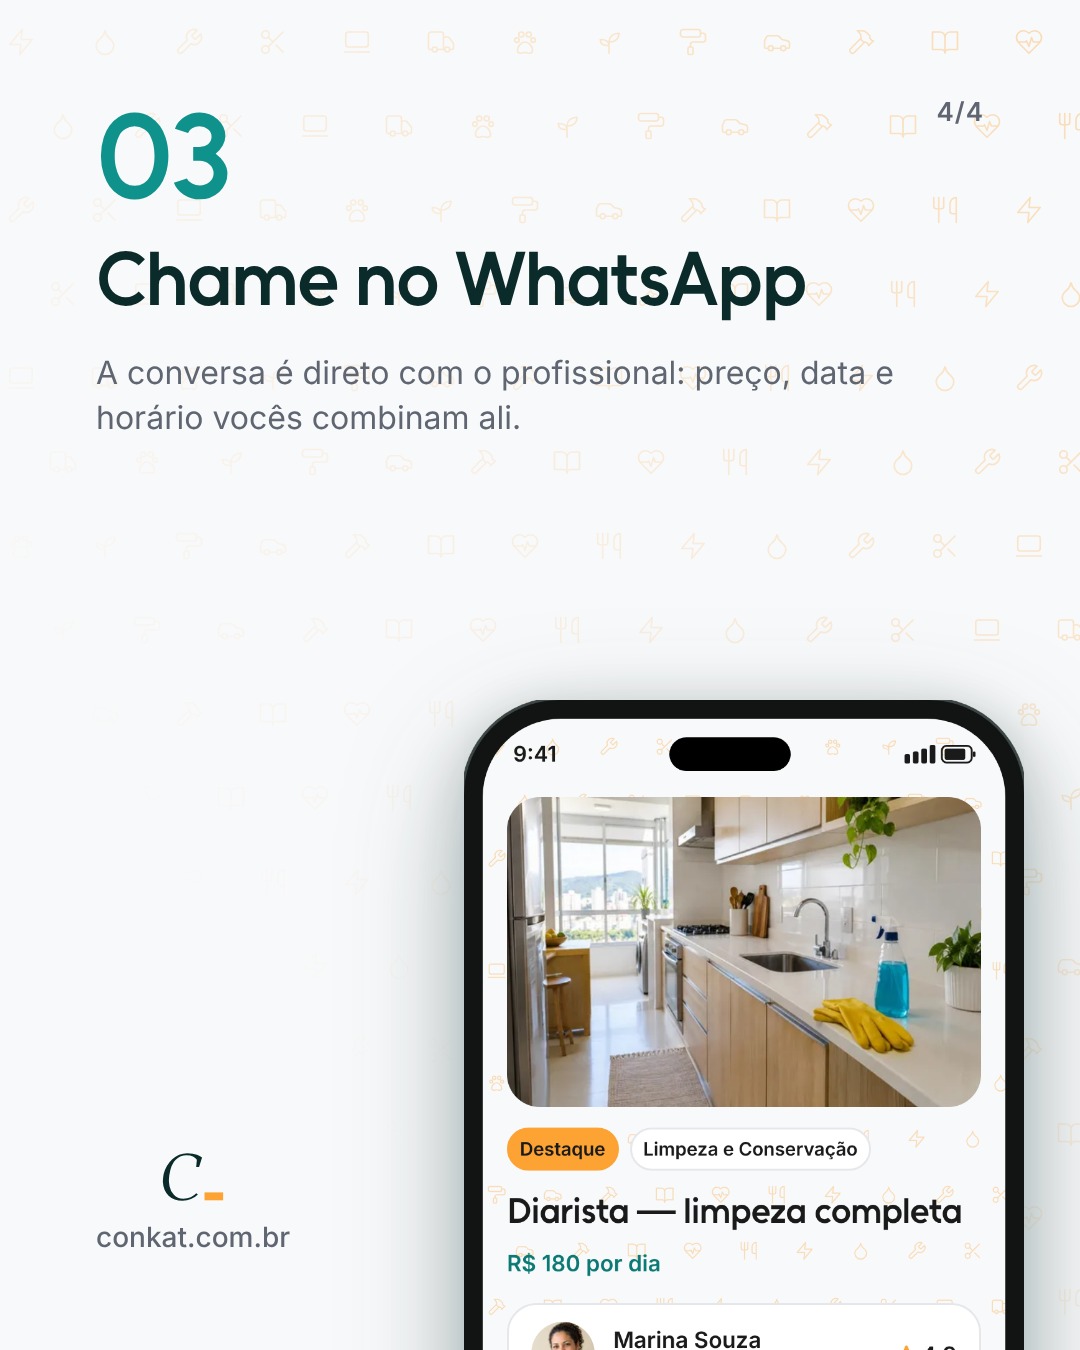 03
4/4
Chame no WhatsApp
A conversa é direto com o profissional: preço, data e
horário vocês combinam ali.
9:41
Destaque
Limpeza e Conservação
Diarista — limpeza completa
R$ 180 por dia
Marina Souza
C
conkat.com.br